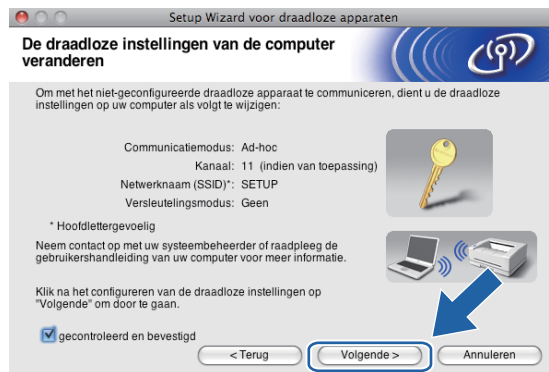 Setup Wizard voor draadloze apparaten
De draadloze instellingen van de computer
veranderen
Om met het niet-geconfigureerde draadloze apparaat te communiceren, dient u de draadloze
instellingen op uw computer als volgt te wijzigen:
Communicatiemodus: Ad-hoc
Kanaal: 11 (indien van toepassing)
Netwerknaam (SSID)*: SETUP
Versleutelingsmodus: Geen
* Hoofdlettergevoelig
Neem contact op met uw systeembeheerder of raadpleeg de
gebruikershandleiding van uw computer voor meer informatie.
Klik na het configureren van de draadloze instellingen op
"Volgende" om door te gaan.
gecontroleerd en bevestigd
< Terug
Volgende >
Annuleren